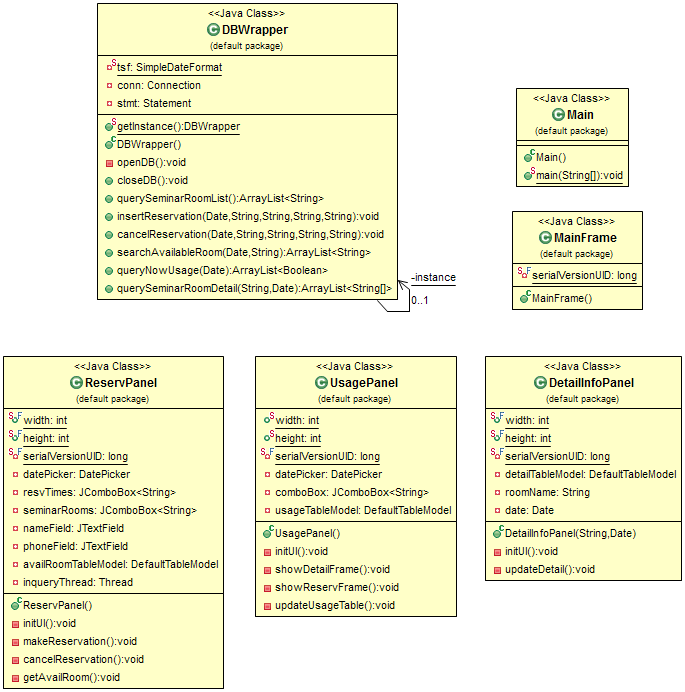 <<Java Class>>
DBWrapper
(default package)
tsf: SimpleDateFormat
conn: Connection
stmt: Statement
getInstance():DBWrapper
DBWrapper()
openDB():void
closeDB():void
querySeminarRoomList():ArrayList<String>
insertReservation(Date,String,String,String,String):void
cancelReservation(Date,String,String,String,String):void
searchAvailableRoom(Date,String):ArrayList<String>
queryNowUsage(Date):ArrayList<Boolean>
querySeminarRoomDetail(String,Date):ArrayList<String[]>
-instance
0..1
<<Java Class>>
Main
(default package)
Main()
main(String[]):void
<<Java Class>>
MainFrame
(default package)
serialVersionUID: long
MainFrame()
<<Java Class>>
ReservPanel
(default package)
width: int
height: int
serialVersionUID: long
datePicker: DatePicker
resvTimes: JComboBox<String>
seminarRooms: JComboBox<String>
nameField: JTextField
phoneField: JTextField
availRoomTableModel: DefaultTableModel
inqueryThread: Thread
ReservPanel()
initUI():void
makeReservation():void
cancelReservation():void
getAvailRoom():void
<<Java Class>>
UsagePanel
(default package)
width: int
height: int
serialVersionUID: long
datePicker: DatePicker
comboBox: JComboBox<String>
usageTableModel: DefaultTableModel
UsagePanel()
initUI():void
showDetailFrame():void
showReservFrame():void
updateUsageTable():void
<<Java Class>>
DetailInfoPanel
(default package)
width: int
height: int
serialVersionUID: long
detailTableModel: DefaultTableModel
roomName: String
date: Date
DetailInfoPanel(String,Date)
initUI():void
updateDetail():void